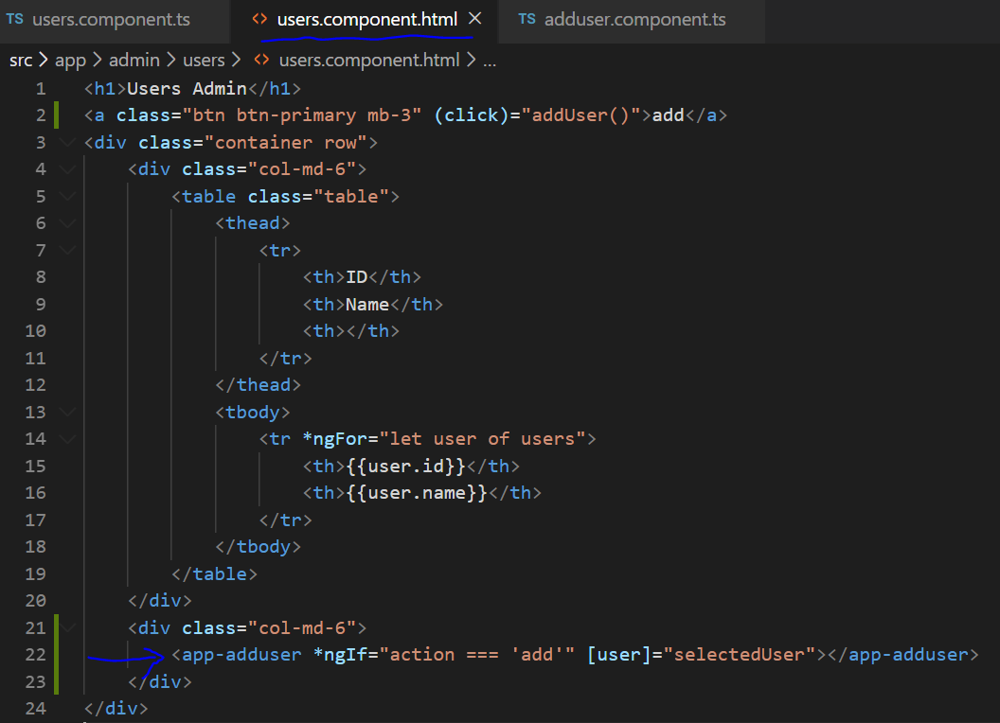 TS users.component.ts <> users.component.html × TS adduser.component.ts
src > app > admin > users > <> users.component.html > ...
1 <h1>Users Admin</h1>
2 <a class="btn btn-primary mb-3" (click)="addUser()">add</a>
3 <div class="container row">
4 <div class="col-md-6">
5 <table class="table">
6 <thead>
7 <tr>
8 <th>ID</th>
9 <th>Name</th>
10 <th></th>
11 </tr>
12 </thead>
13 <tbody>
14 <tr *ngFor="let user of users">
15 <th>{{user.id}}</th>
16 <th>{{user.name}}</th>
17 </tr>
18 </tbody>
19 </table>
20 </div>
21 <div class="col-md-6">
22 <app-adduser *ngIf="action === 'add'" [user]="selectedUser"></app-adduser>
23 </div>
24 </div>